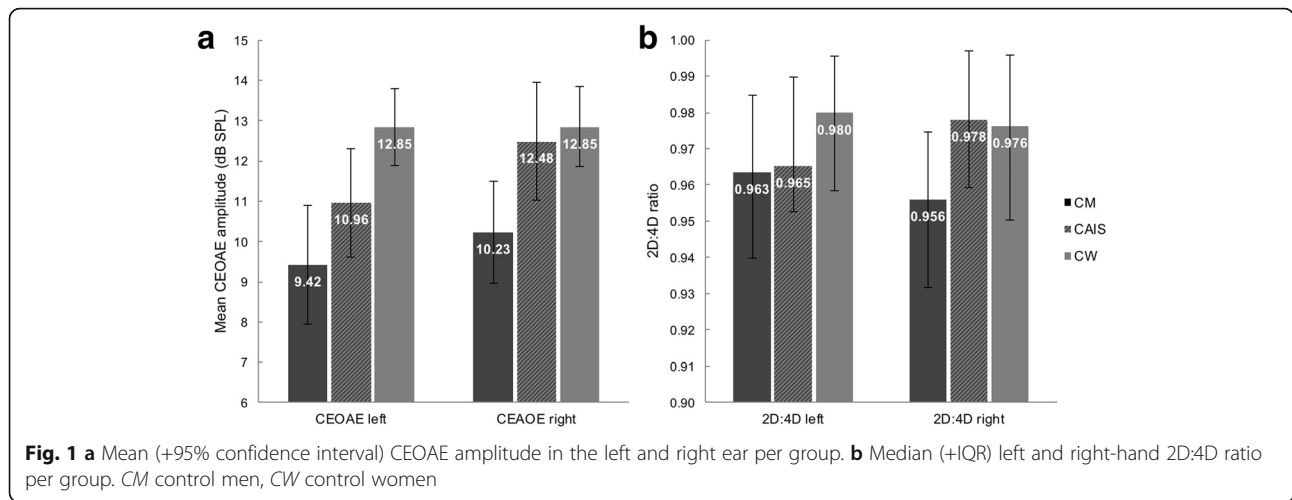 a
15
14
13
12
11
10
9
8
7
6
Mean CEOAE amplitude (dB SPL)
9.42
10.96
12.85
10.23
12.48
12.85
CEOAE left
CEAOE right
b
1.00
0.99
0.98
0.97
0.96
0.95
0.94
0.93
0.92
0.91
0.90
2D:4D ratio
0.963
0.965
0.980
0.956
0.978
0.976
2D:4D left
2D:4D right
CM
CAIS
CW
Fig. 1 a Mean (+95% confidence interval) CEOAE amplitude in the left and right ear per group. b Median (+IQR) left and right-hand 2D:4D ratio
per group. CM control men, CW control women